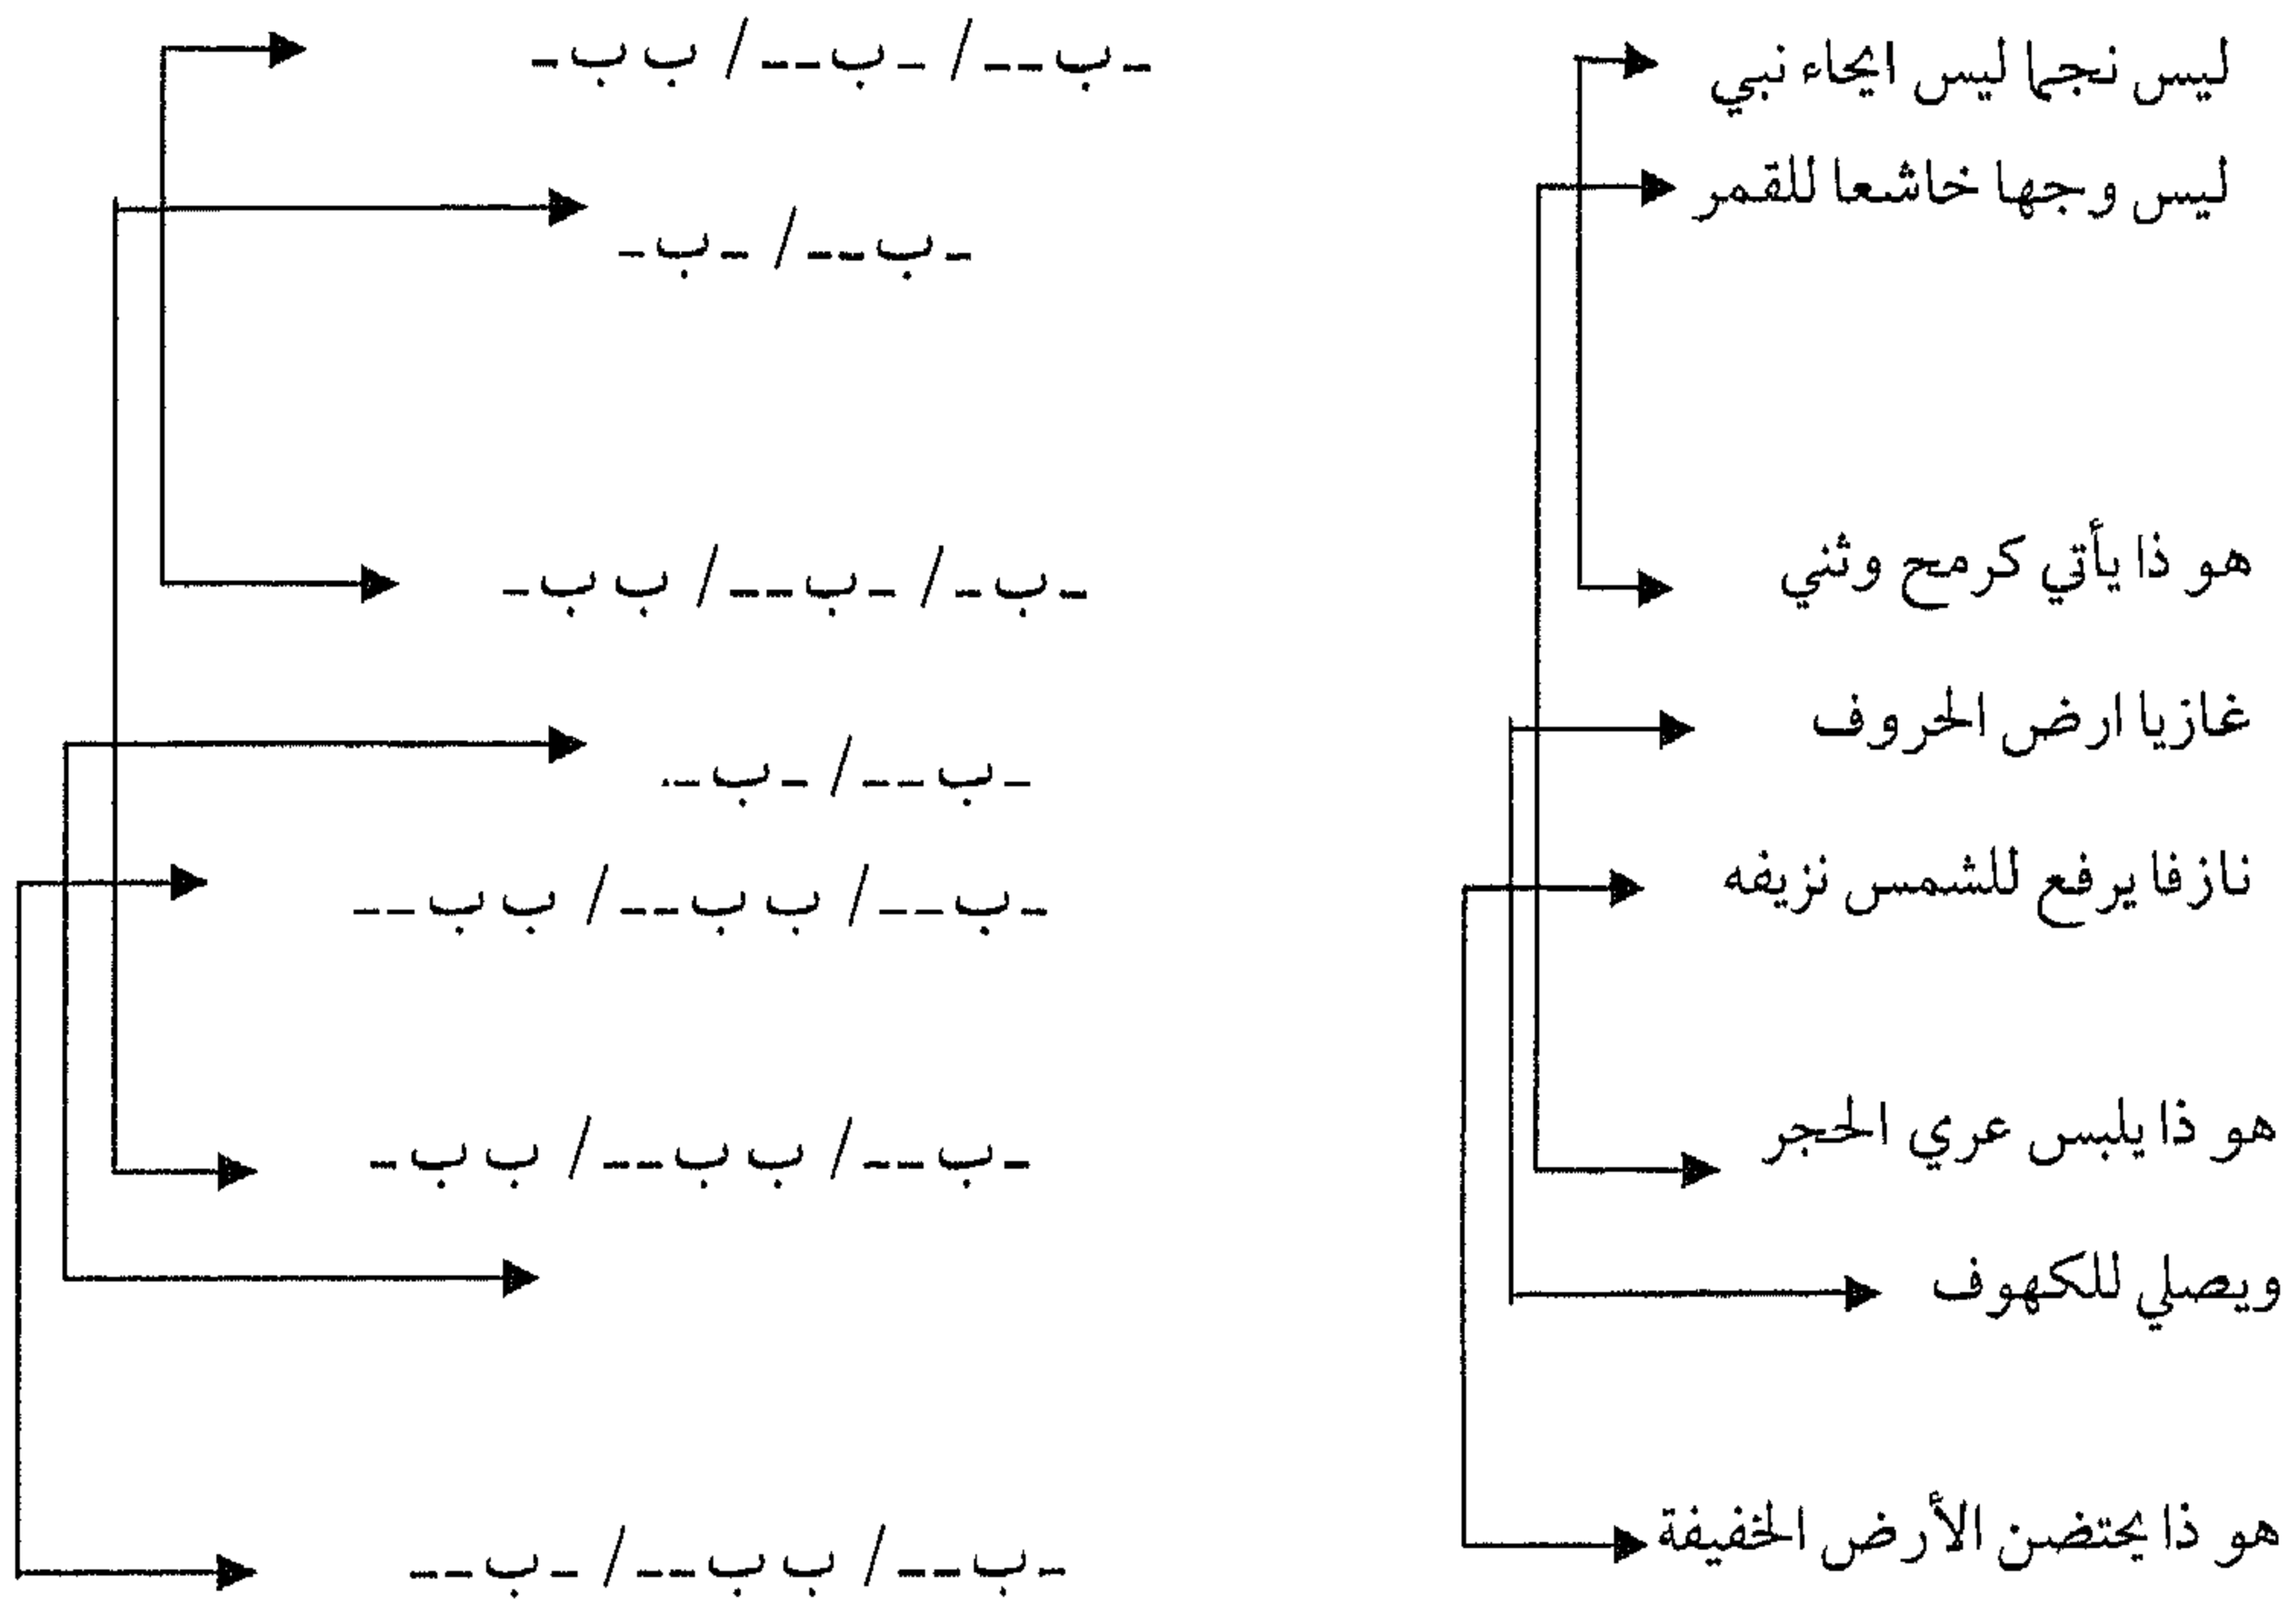 ليس نجما ليس ايحاء نبي - ب - - / - ب - - / ب ب -
ليس وجها خاشعا للقمر - ب - - / - ب -
هو ذا يأتي كرمح وثني - ب - / - ب - - / ب ب -
غازيا ارض الحروف - ب - - / - ب - -
نازفا يرفع للشمس نزيفه - ب - - / ب ب - - / ب ب - -
هو ذا يلبس عري الحجر - ب - - / ب ب - - / ب ب -
ويصلي للكهوف
هو ذا يحتضن الأرض الخفيفة - ب - - / ب ب - - / - ب - -